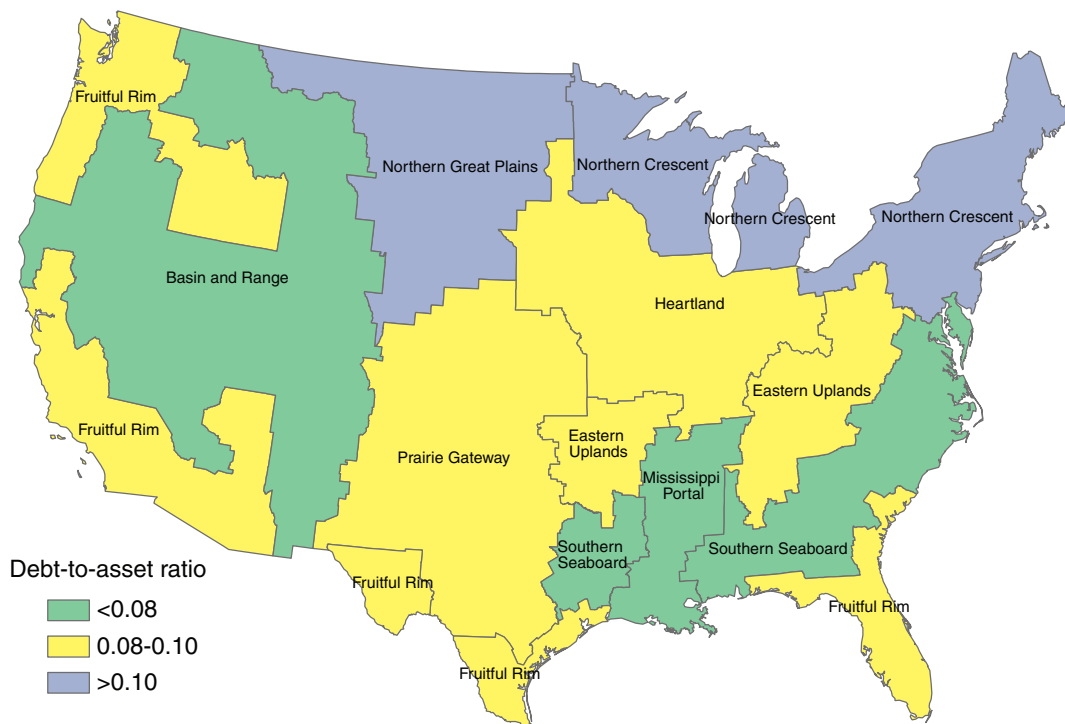 Fruitful Rim
Northern Great Plains
Northern Crescent
Northern Crescent
Northern Crescent
Basin and Range
Heartland
Eastern Uplands
Fruitful Rim
Prairie Gateway
Eastern
Uplands
Mississippi
Portal
Southern
Seaboard
Southern Seaboard
Fruitful Rim
Fruitful Rim
Fruitful Rim
Debt-to-asset ratio
<0.08
0.08-0.10
>0.10